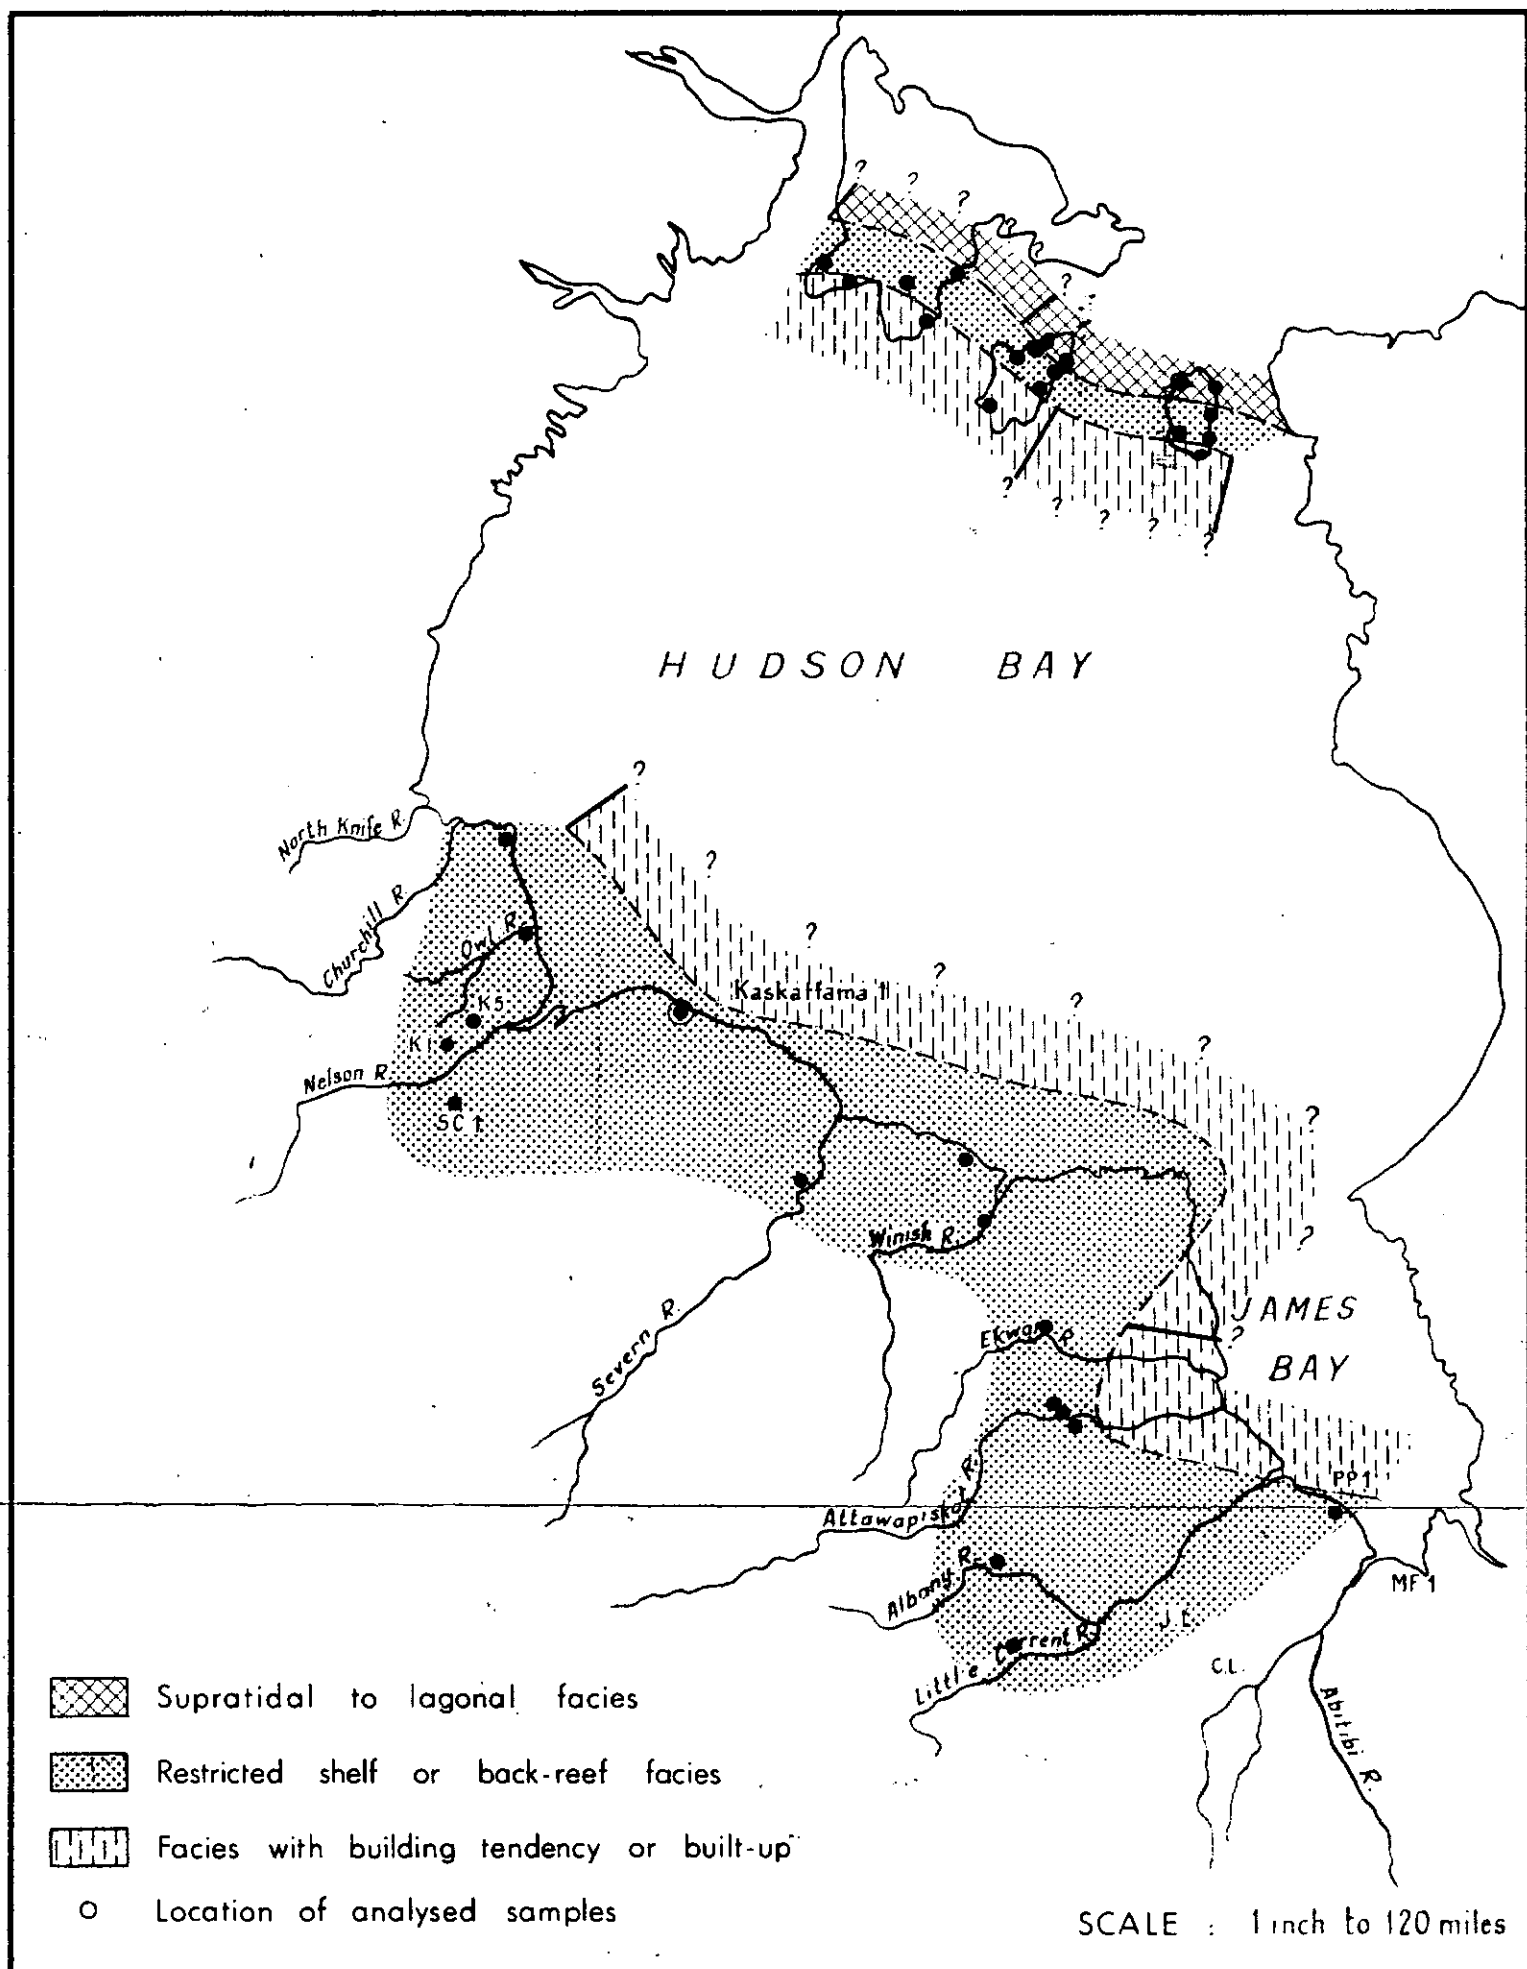 ? ? ? ? ?
?
? ? ? ? ?
HUDSON BAY
?
North Knife R.
?
Churchill R.
Owl R.
?
?
Kaskattama 1
?
K5
K1
?
Nelson R.
SC 1
?
Winisk R.
?
JAMES
BAY
?
Ekwan R.
Severn R.
Attawapiskat R.
PP1
Albany R.
MF 1
J.L.
Little Current R.
C.L.
Abitibi R.
Supratidal to lagonal facies
Restricted shelf or back-reef facies
Facies with building tendency or built-up
Location of analysed samples
SCALE : 1 inch to 120 miles